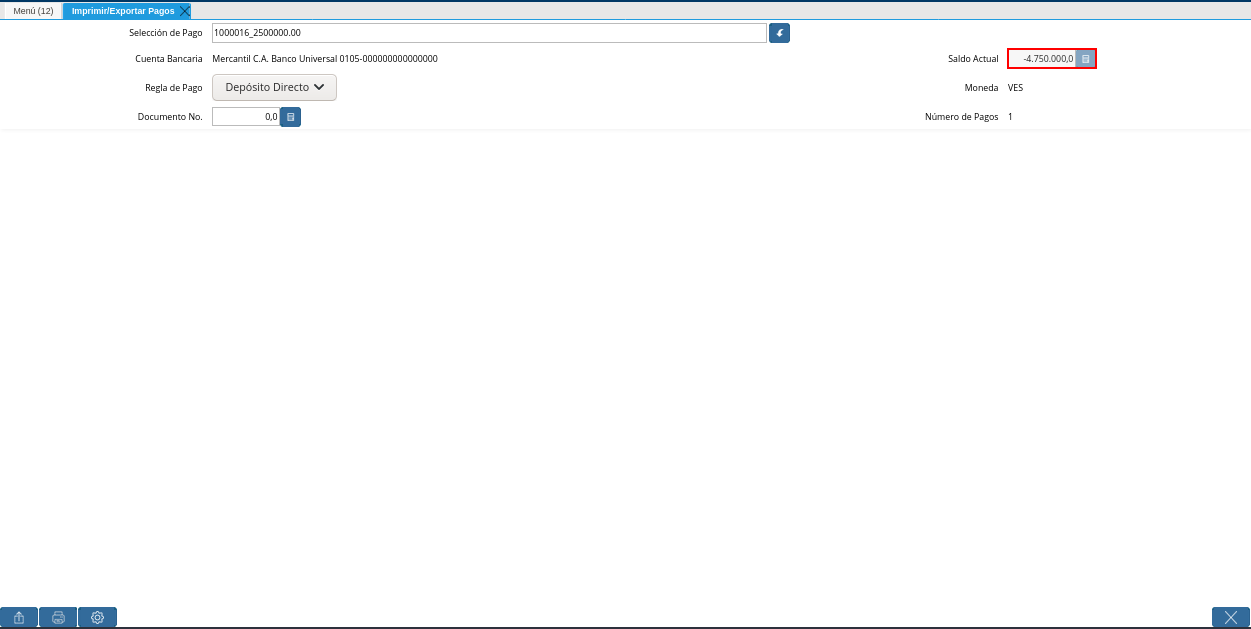 Menú (12) Imprimir/Exportar Pagos
Selección de Pago 1000016_2500000.00
Cuenta Bancaria Mercantil C.A. Banco Universal 0105-000000000000000 Saldo Actual -4.750.000,0
Regla de Pago Depósito Directo Moneda VES
Documento No. 0,0 Número de Pagos 1